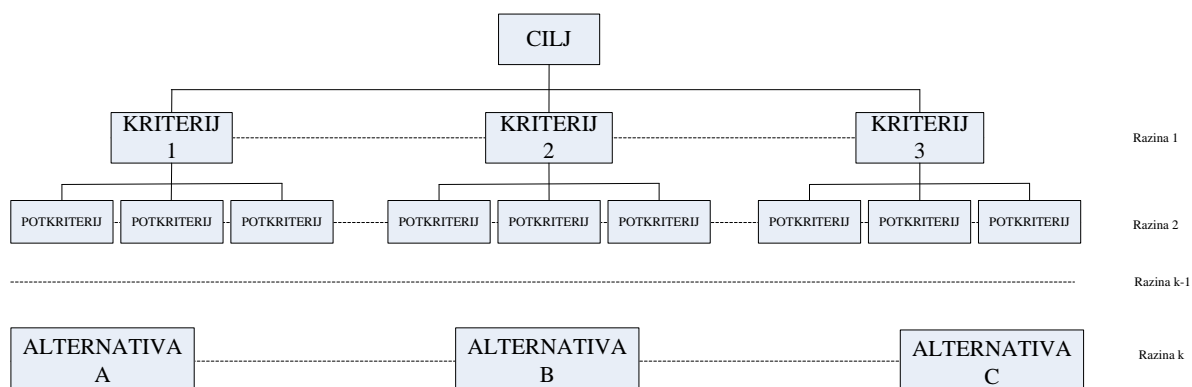 CILJ
KRITERIJ
1
KRITERIJ
2
KRITERIJ
3
Razina 1
POTKRITERIJ
POTKRITERIJ
POTKRITERIJ
POTKRITERIJ
POTKRITERIJ
POTKRITERIJ
POTKRITERIJ
POTKRITERIJ
POTKRITERIJ
Razina 2
Razina k-1
ALTERNATIVA
A
ALTERNATIVA
B
ALTERNATIVA
C
Razina k